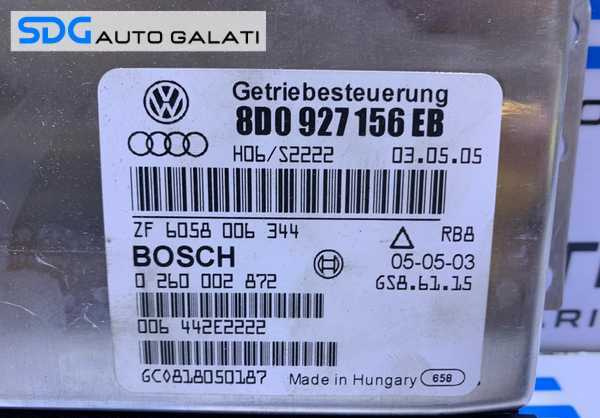 SDG AUTO GALATI
Getriebesteuerung
8D0 927 156 EB
H06/S2222 03.05.05
ZF 6058 006 344
RB8
BOSCH
05-05-03
0 260 002 872
GS8.61.15
006 442E2222
GC0818050187
Made in Hungary 658